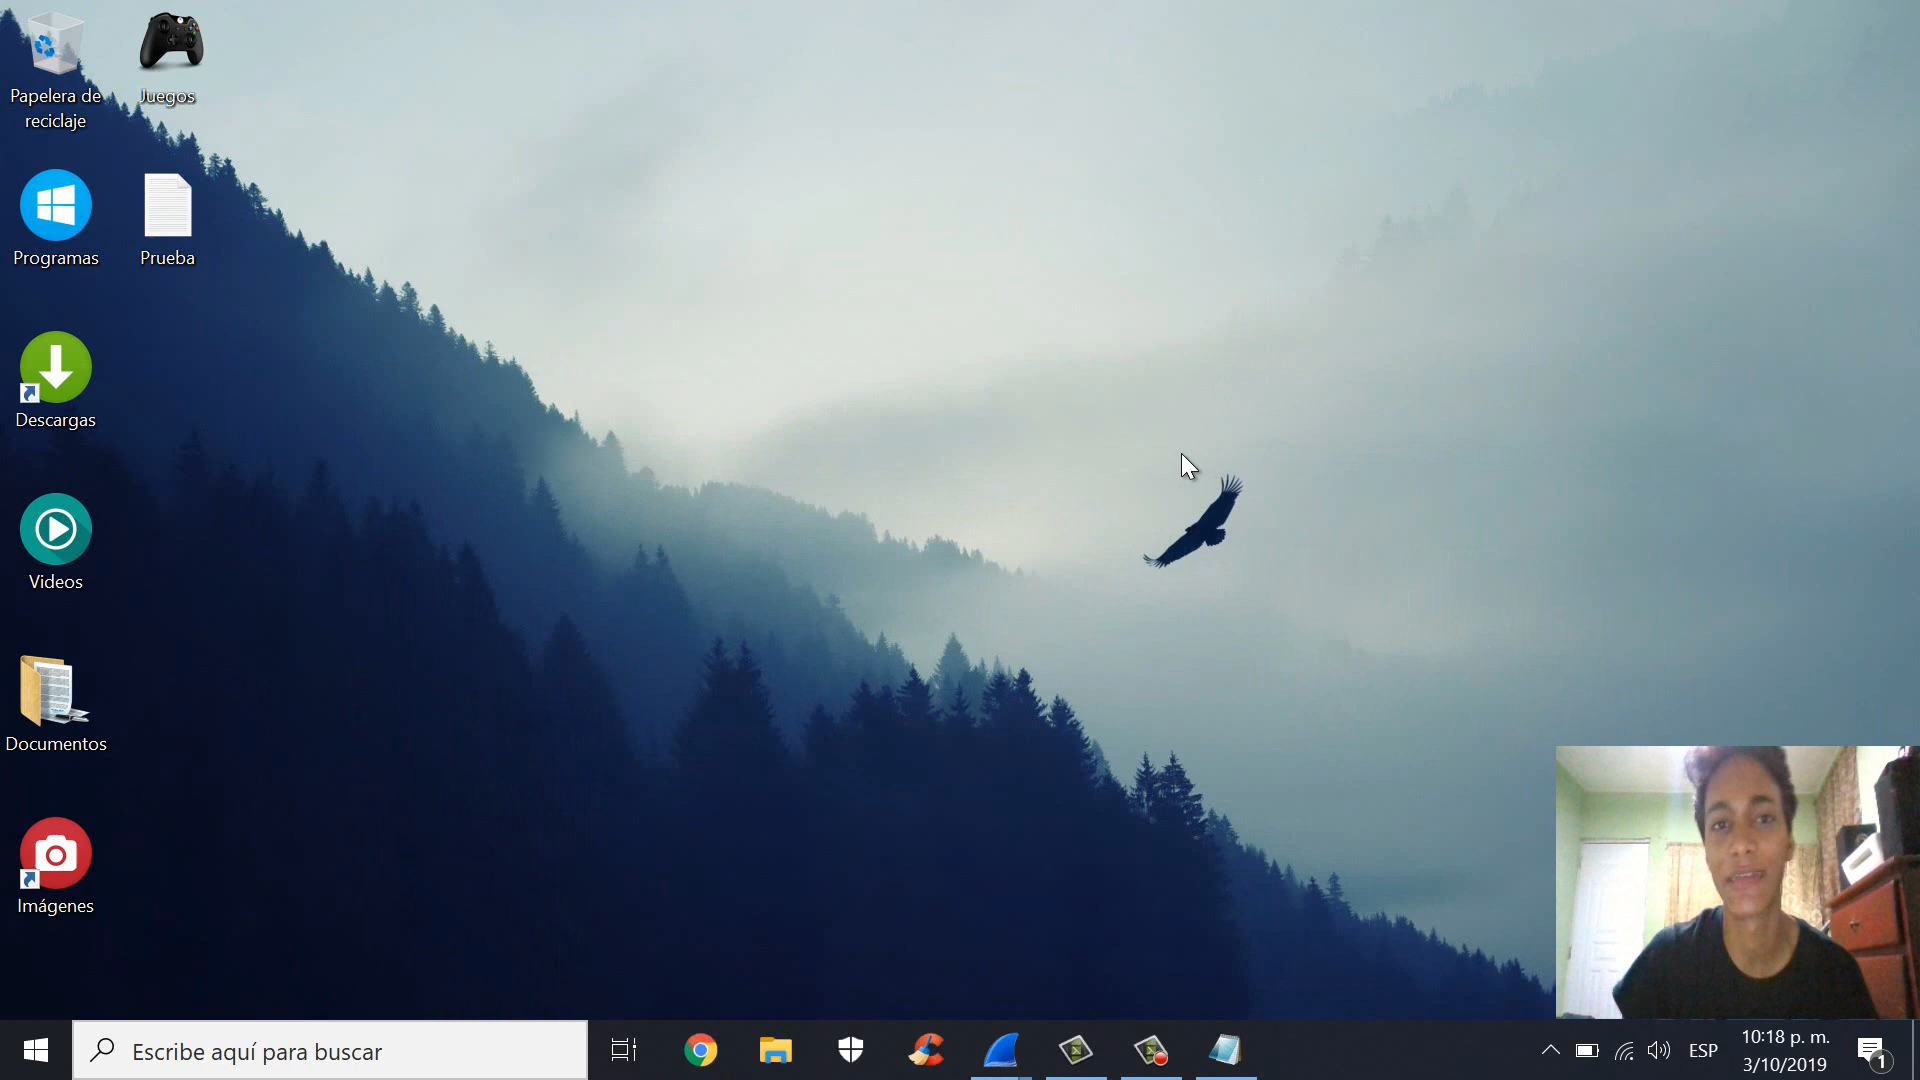 Papelera de
reciclaje
Juegos
Programas
Prueba
Descargas
Videos
Documentos
Imágenes
Escribe aquí para buscar
ESP
10:18 p. m.
3/10/2019
1